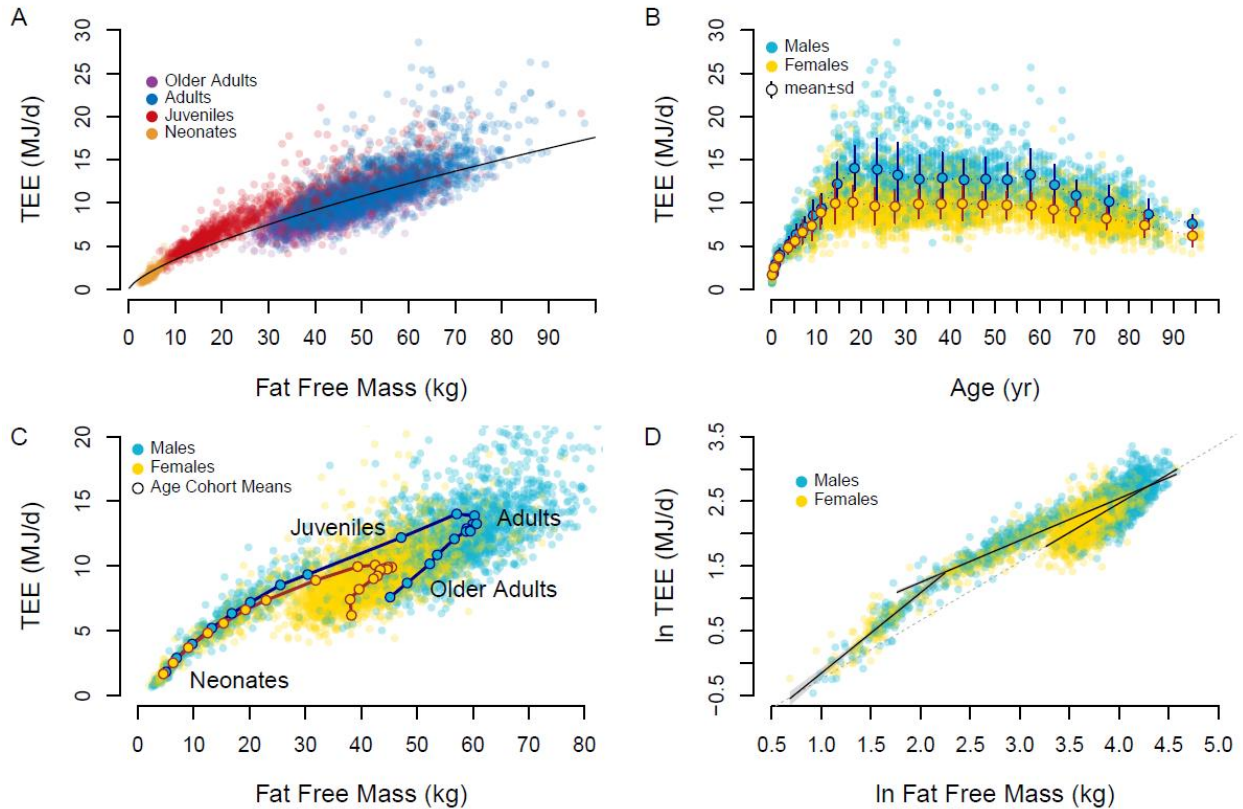 A
TEE (MJ/d)
30
25
20
15
10
5
0
Older Adults
Adults
Juveniles
Neonates
0 10 20 30 40 50 60 70 80 90
Fat Free Mass (kg)
B
TEE (MJ/d)
30
25
20
15
10
5
0
Males
Females
mean±sd
0 10 20 30 40 50 60 70 80 90
Age (yr)
C
TEE (MJ/d)
20
15
10
5
0
Males
Females
Age Cohort Means
Juveniles
Adults
Older Adults
Neonates
0 10 20 30 40 50 60 70 80
Fat Free Mass (kg)
D
ln TEE (MJ/d)
3.5
2.5
1.5
0.5
−0.5
Males
Females
0.5 1.0 1.5 2.0 2.5 3.0 3.5 4.0 4.5 5.0
ln Fat Free Mass (kg)